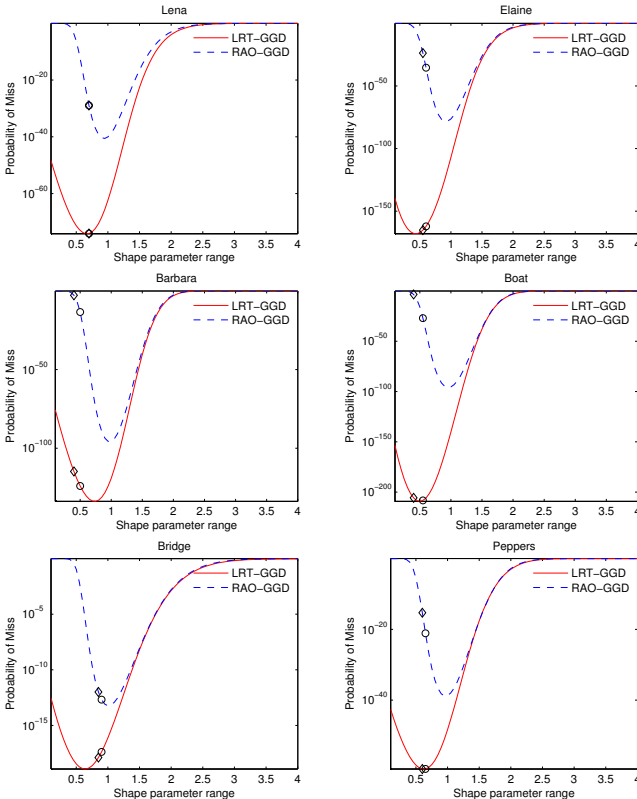 Lena
10^-20
10^-40
10^-60
Probability of Miss
LRT−GGD
RAO−GGD
0.5 1 1.5 2 2.5 3 3.5 4
Shape parameter range
Elaine
10^-50
10^-100
10^-150
Probability of Miss
LRT−GGD
RAO−GGD
0.5 1 1.5 2 2.5 3 3.5 4
Shape parameter range
Barbara
10^-50
10^-100
Probability of Miss
LRT−GGD
RAO−GGD
0.5 1 1.5 2 2.5 3 3.5 4
Shape parameter range
Boat
10^-50
10^-100
10^-150
10^-200
Probability of Miss
LRT−GGD
RAO−GGD
0.5 1 1.5 2 2.5 3 3.5 4
Shape parameter range
Bridge
10^-5
10^-10
10^-15
Probability of Miss
LRT−GGD
RAO−GGD
0.5 1 1.5 2 2.5 3 3.5 4
Shape parameter range
Peppers
10^-20
10^-40
Probability of Miss
LRT−GGD
RAO−GGD
0.5 1 1.5 2 2.5 3 3.5 4
Shape parameter range